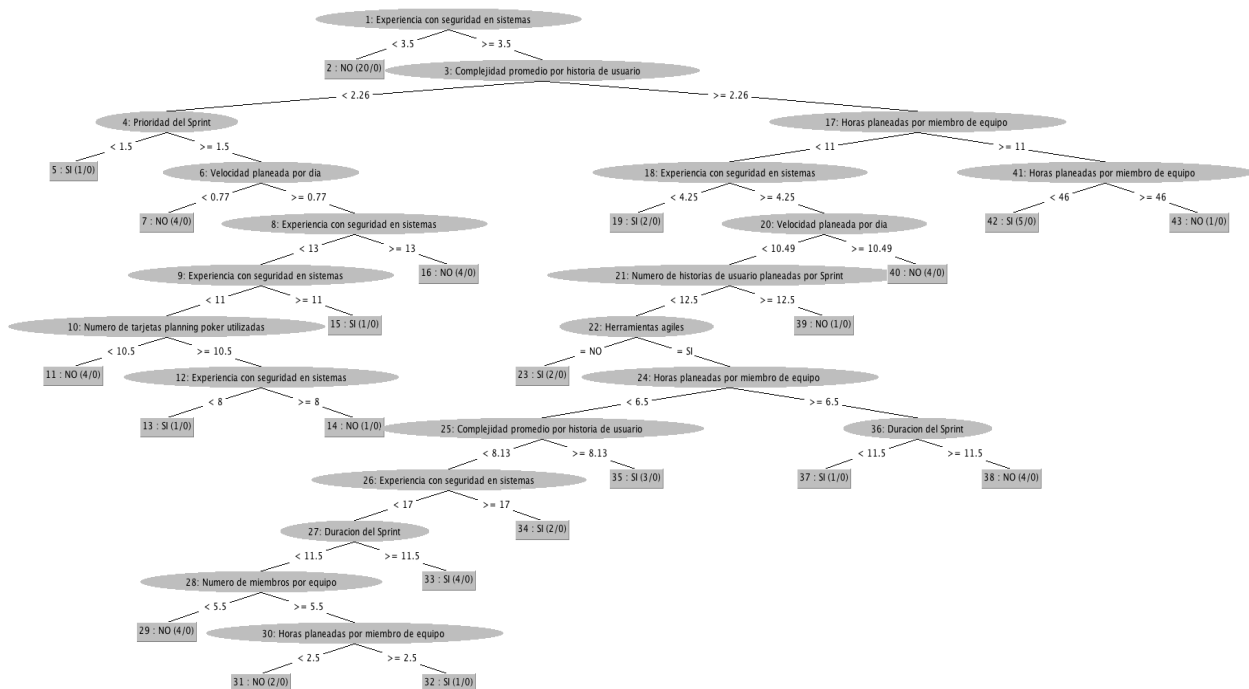 1: Experiencia con seguridad en sistemas
< 3.5
>= 3.5
2 : NO (20/0)
3: Complejidad promedio por historia de usuario
< 2.26
>= 2.26
4: Prioridad del Sprint
17: Horas planeadas por miembro de equipo
< 1.5
>= 1.5
< 11
>= 11
5 : SI (1/0)
6: Velocidad planeada por dia
18: Experiencia con seguridad en sistemas
41: Horas planeadas por miembro de equipo
< 0.77
>= 0.77
< 4.25
>= 4.25
< 46
>= 46
7 : NO (4/0)
8: Experiencia con seguridad en sistemas
19 : SI (2/0)
20: Velocidad planeada por dia
42 : SI (5/0)
43 : NO (1/0)
< 13
>= 13
< 10.49
>= 10.49
9: Experiencia con seguridad en sistemas
16 : NO (4/0)
21: Numero de historias de usuario planeadas por Sprint
40 : NO (4/0)
< 11
>= 11
< 12.5
>= 12.5
10: Numero de tarjetas planning poker utilizadas
15 : SI (1/0)
22: Herramientas agiles
39 : NO (1/0)
< 10.5
>= 10.5
= NO
= SI
11 : NO (4/0)
12: Experiencia con seguridad en sistemas
23 : SI (2/0)
24: Horas planeadas por miembro de equipo
< 8
>= 8
< 6.5
>= 6.5
13 : SI (1/0)
14 : NO (1/0)
25: Complejidad promedio por historia de usuario
36: Duracion del Sprint
< 8.13
>= 8.13
< 11.5
>= 11.5
26: Experiencia con seguridad en sistemas
35 : SI (3/0)
37 : SI (1/0)
38 : NO (4/0)
< 17
>= 17
27: Duracion del Sprint
34 : SI (2/0)
< 11.5
>= 11.5
28: Numero de miembros por equipo
33 : SI (4/0)
< 5.5
>= 5.5
29 : NO (4/0)
30: Horas planeadas por miembro de equipo
< 2.5
>= 2.5
31 : NO (2/0)
32 : SI (1/0)